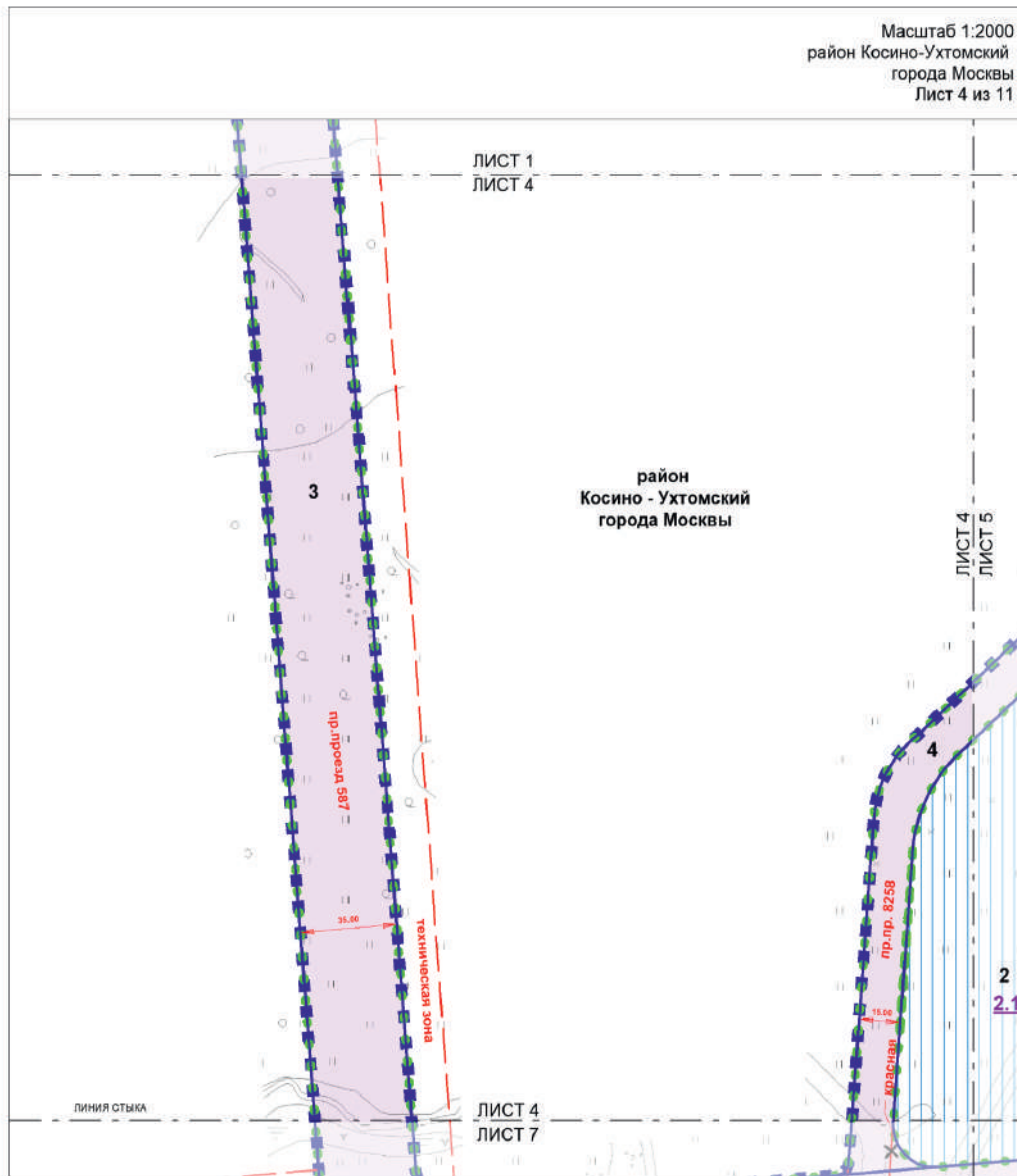 Масштаб 1:2000
район Косино-Ухтомский
города Москвы
Лист 4 из 11
ЛИСТ 1
ЛИСТ 4
3
район
Косино - Ухтомский
города Москвы
ЛИСТ 4
ЛИСТ 5
пр.проезд 587
4
35.00
техническая зона
пр.пр. 8258
2
2.1
15.00
красная
ЛИНИЯ СТЫКА
ЛИСТ 4
ЛИСТ 7